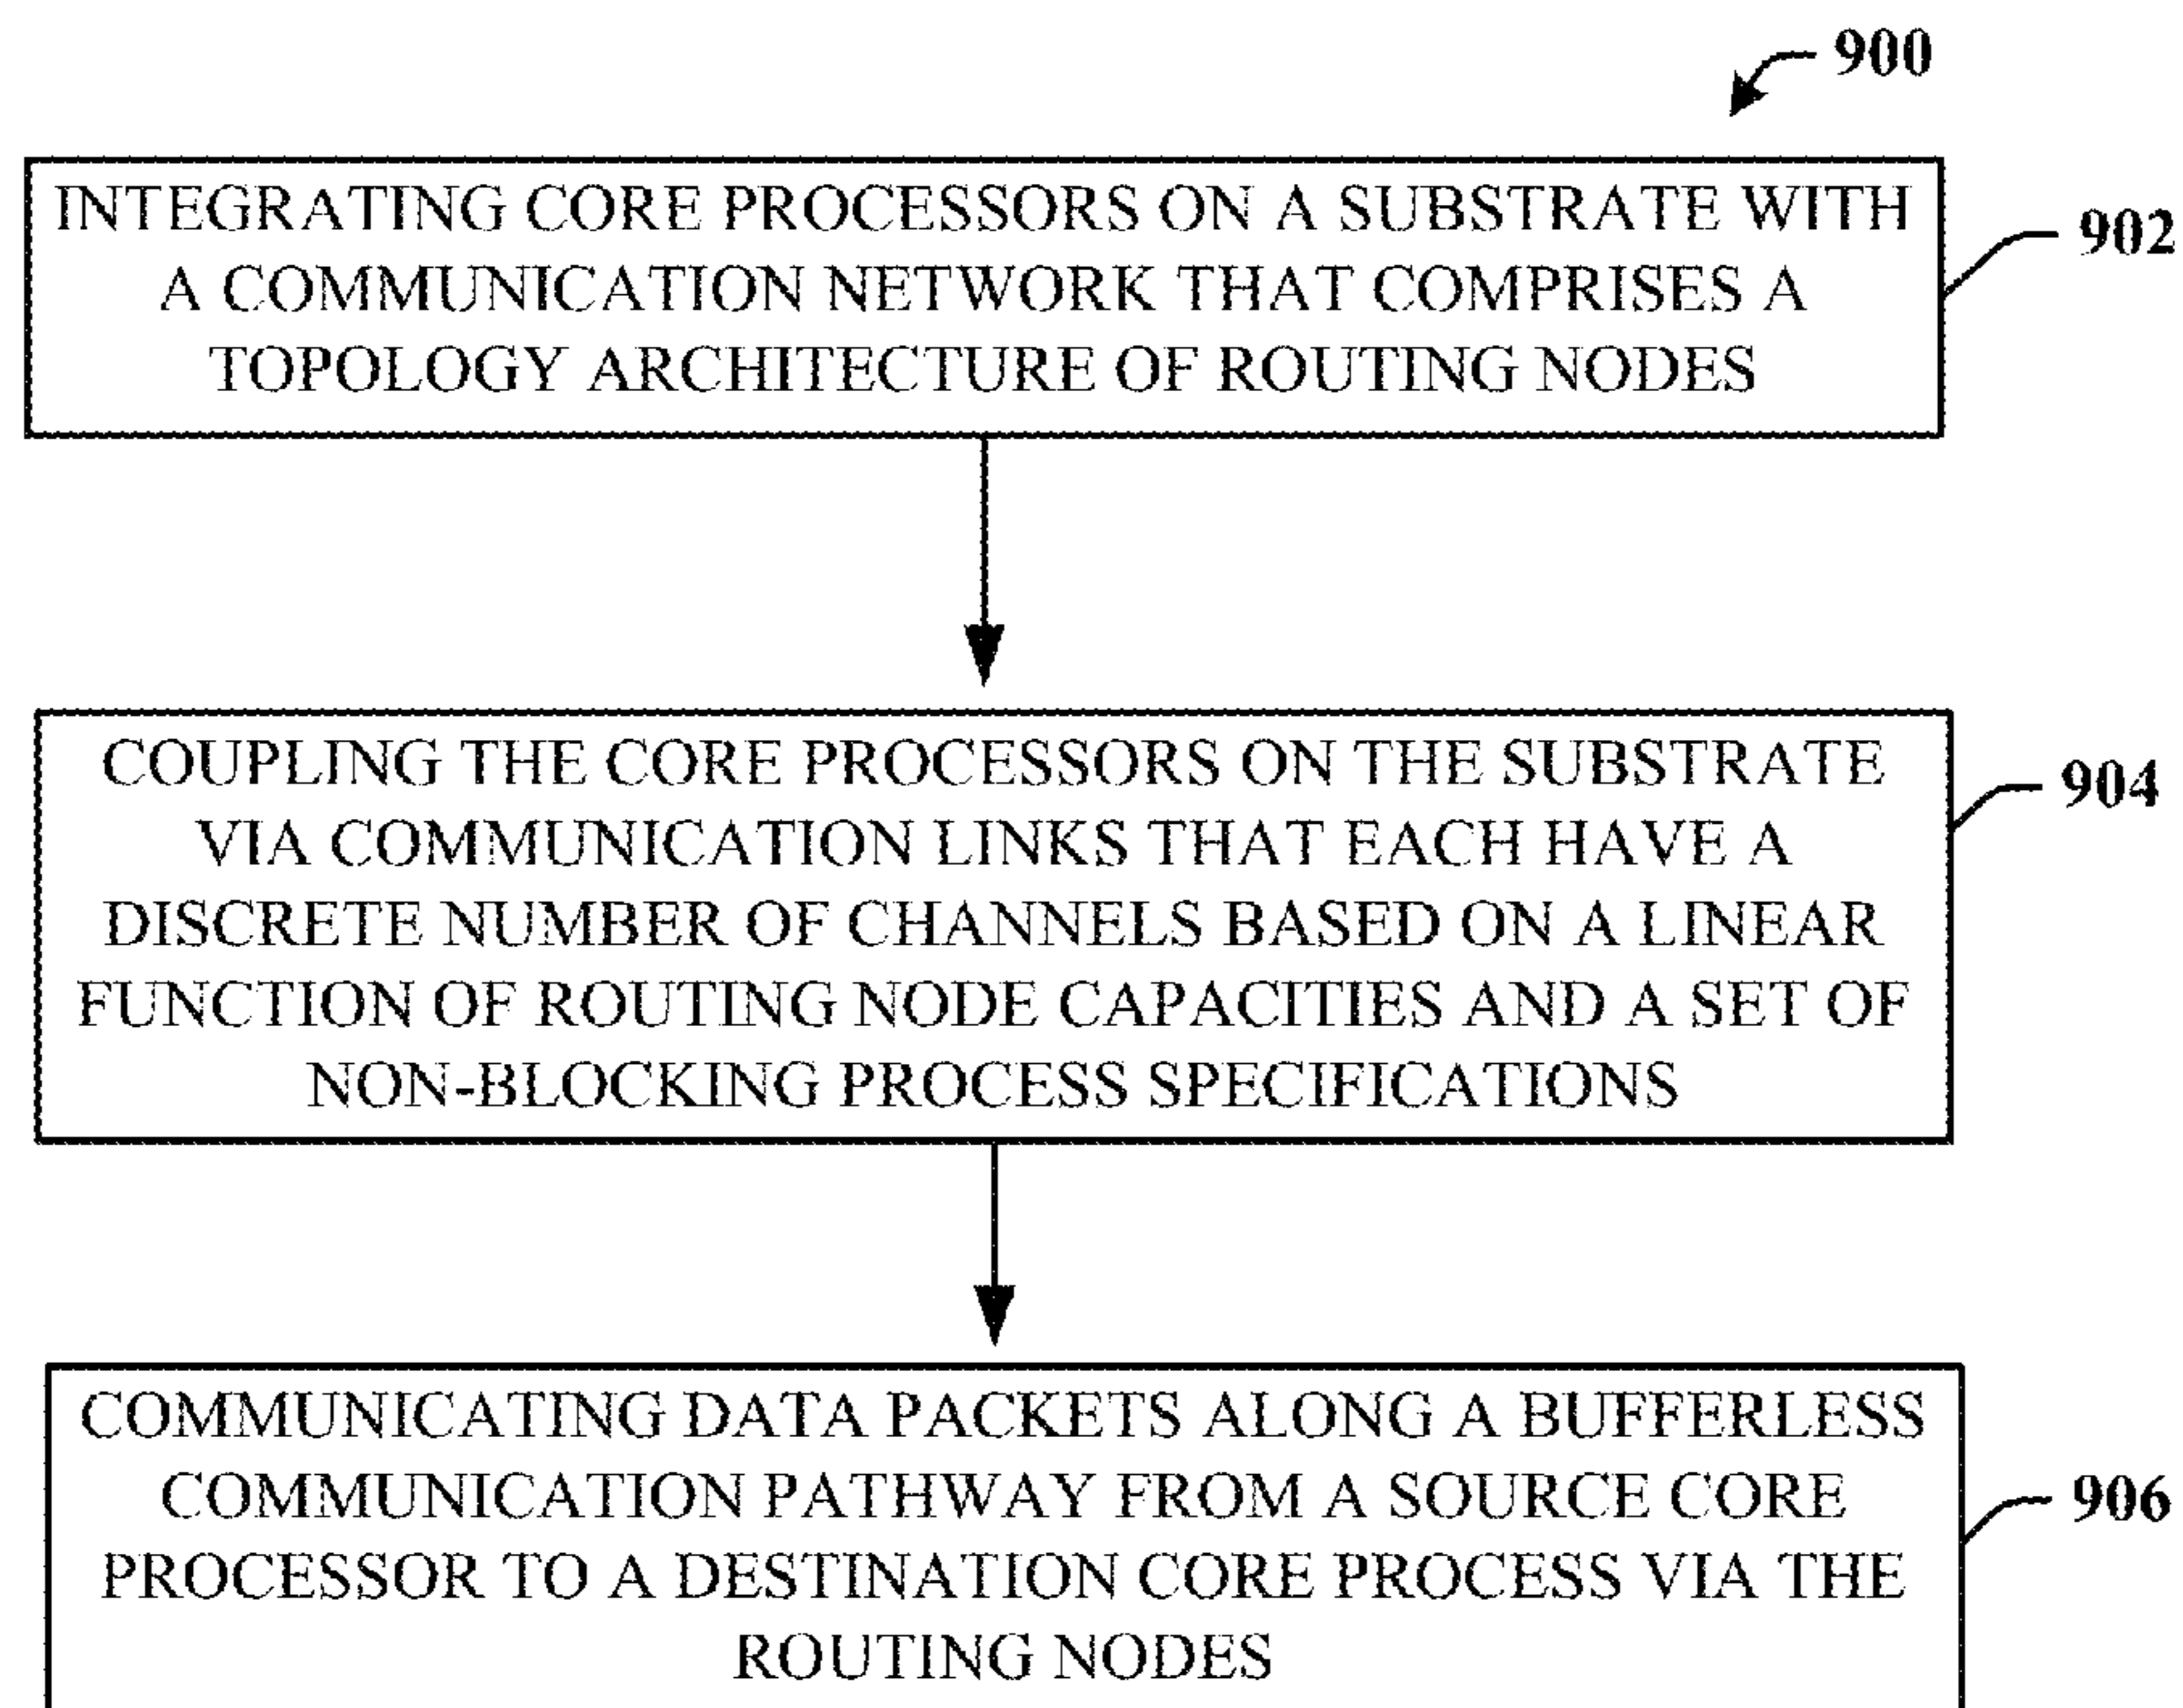 900
INTEGRATING CORE PROCESSORS ON A SUBSTRATE WITH
A COMMUNICATION NETWORK THAT COMPRISES A
TOPOLOGY ARCHITECTURE OF ROUTING NODES
902
COUPLING THE CORE PROCESSORS ON THE SUBSTRATE
VIA COMMUNICATION LINKS THAT EACH HAVE A
DISCRETE NUMBER OF CHANNELS BASED ON A LINEAR
FUNCTION OF ROUTING NODE CAPACITIES AND A SET OF
NON-BLOCKING PROCESS SPECIFICATIONS
904
COMMUNICATING DATA PACKETS ALONG A BUFFERLESS
COMMUNICATION PATHWAY FROM A SOURCE CORE
PROCESSOR TO A DESTINATION CORE PROCESS VIA THE
ROUTING NODES
906